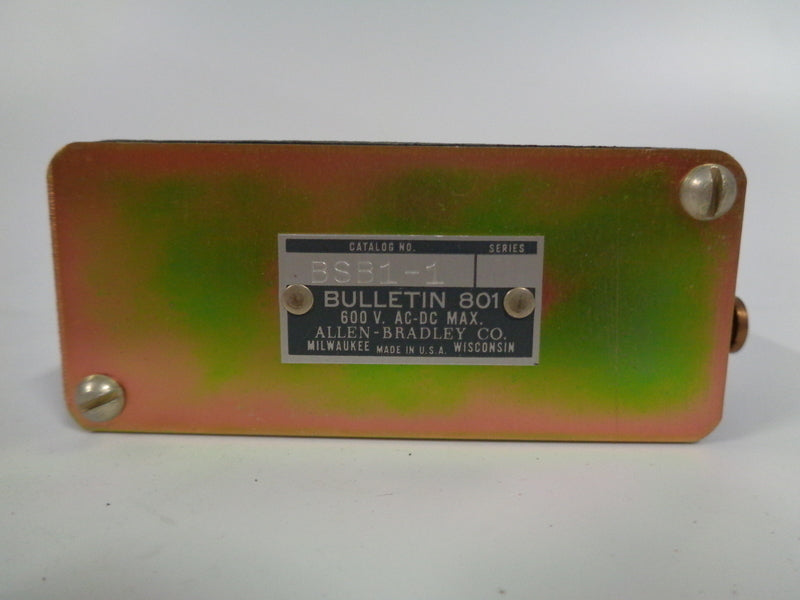 CATALOG NO. SERIES
BSB1-1
BULLETIN 801
600 V. AC-DC MAX.
ALLEN-BRADLEY CO.
MILWAUKEE MADE IN U.S.A. WISCONSIN